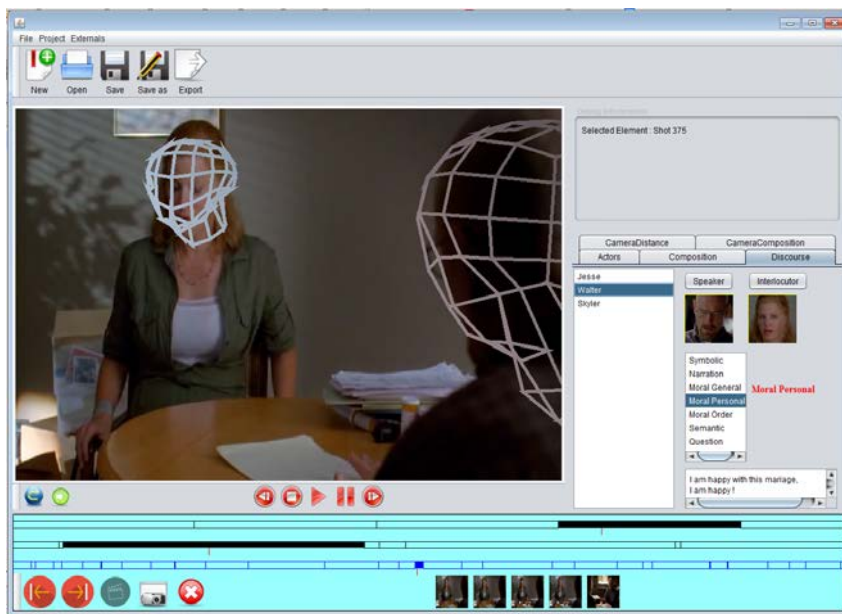 File Project Externals
New Open Save Save as Export
Selected Element : Shot 375
CameraDistance CameraComposition
Actors Composition Discourse
Jesse
Walter
Skyler
Speaker Interlocutor
Symbolic
Narration
Moral General
Moral Personal
Moral Order
Semantic
Question
Moral Personal
I am happy with this mariage,
I am happy !